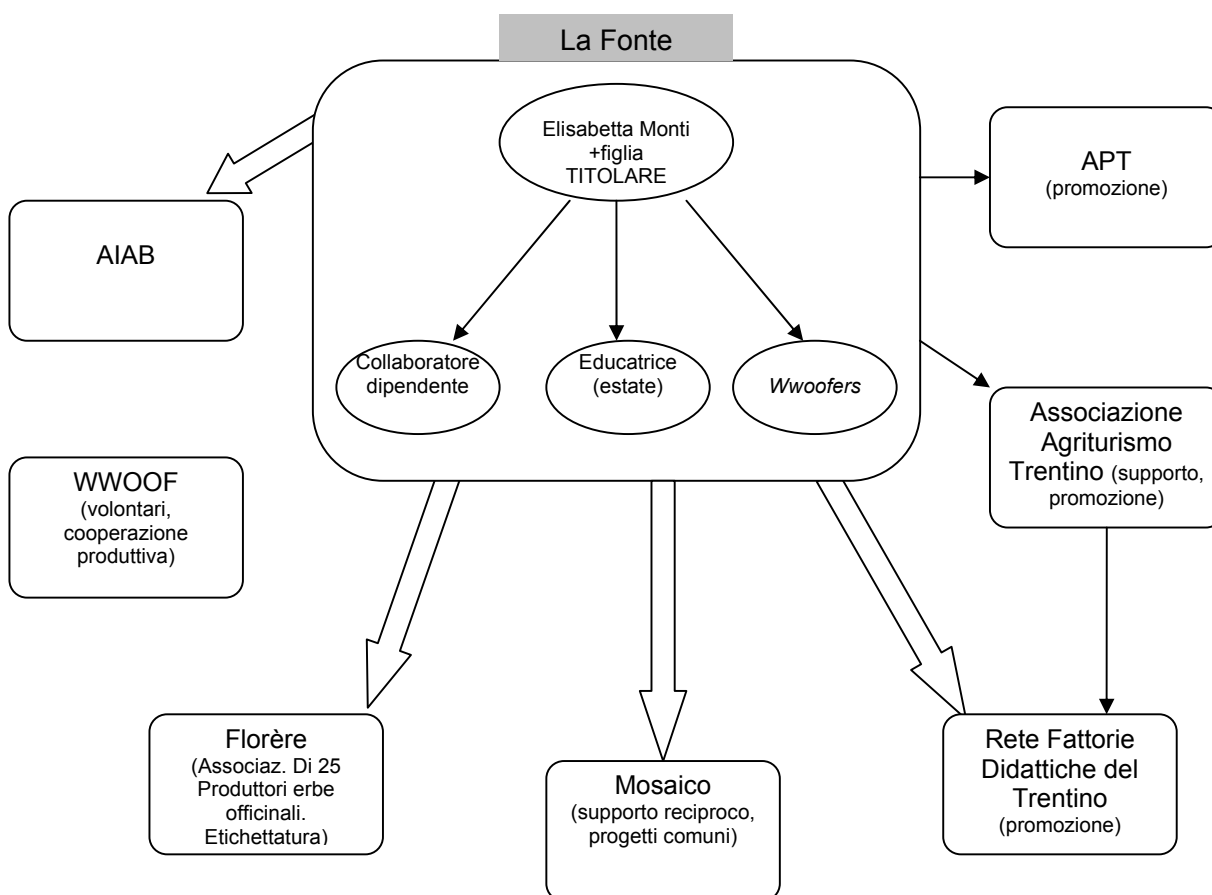 La Fonte
Elisabetta Monti
+figlia
TITOLARE
APT
(promozione)
AIAB
Collaboratore
dipendente
Educatrice
(estate)
Wwoofers
Associazione
Agriturismo
Trentino (supporto,
promozione)
WWOOF
(volontari,
cooperazione
produttiva)
Florère
(Associaz. Di 25
Produttori erbe
officinali.
Etichettatura)
Mosaico
(supporto reciproco,
progetti comuni)
Rete Fattorie
Didattiche del
Trentino
(promozione)